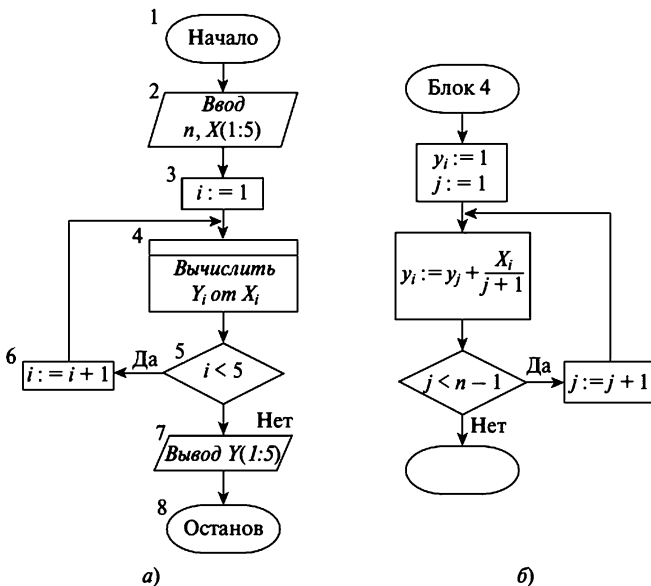 1
Начало
2
Ввод
n, X(1:5)
3
i := 1
4
Вычислить
Y_i от X_i
5
i < 5
Да
6
i := i + 1
Нет
7
Вывод Y(1:5)
8
Останов
а)
Блок 4
y_i := 1
j := 1
y_i := y_j + X_i / j + 1
j < n − 1
Да
j := j + 1
Нет
б)